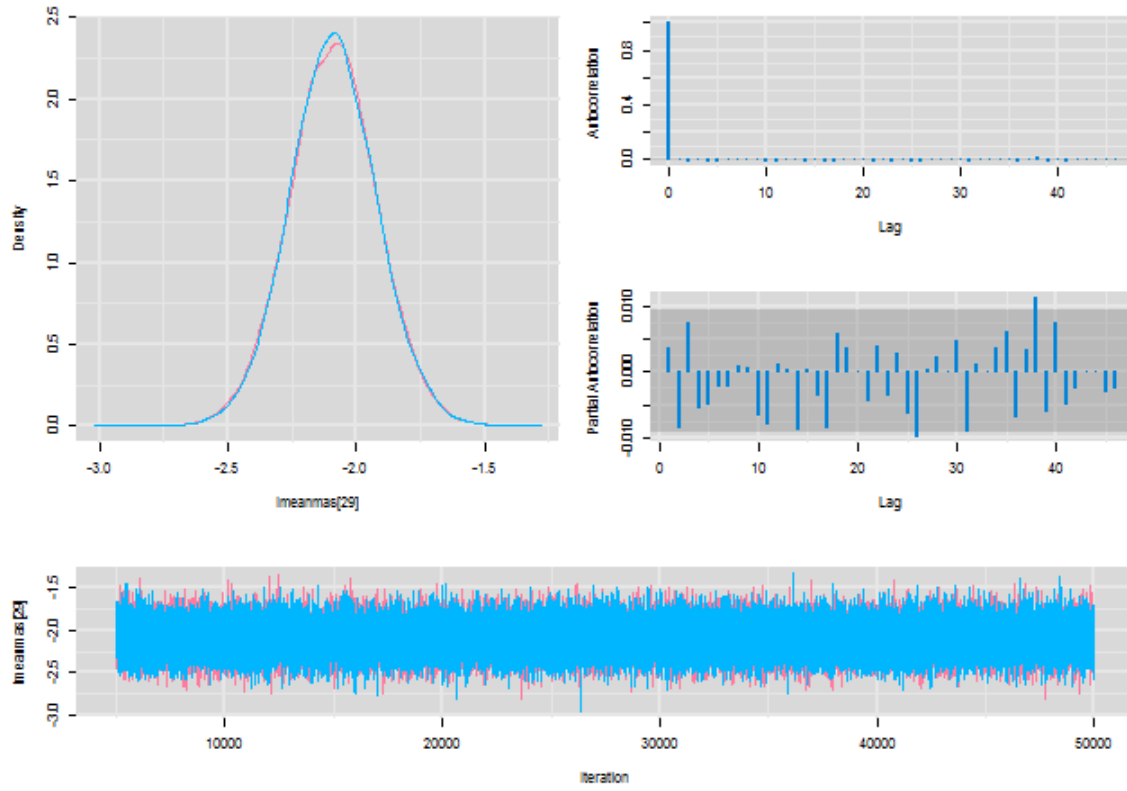 2.5
2.0
1.5
1.0
0.5
0.0
Density
-3.0 -2.5 -2.0 -1.5
lmeanmas[29]
0.8
0.4
0.0
Autocorrelation
0 10 20 30 40
Lag
0.010
0.000
-0.010
Partial Autocorrelation
0 10 20 30 40
Lag
-1.5
-2.0
-2.5
-3.0
lmeanmas[29]
10000 20000 30000 40000 50000
Iteration